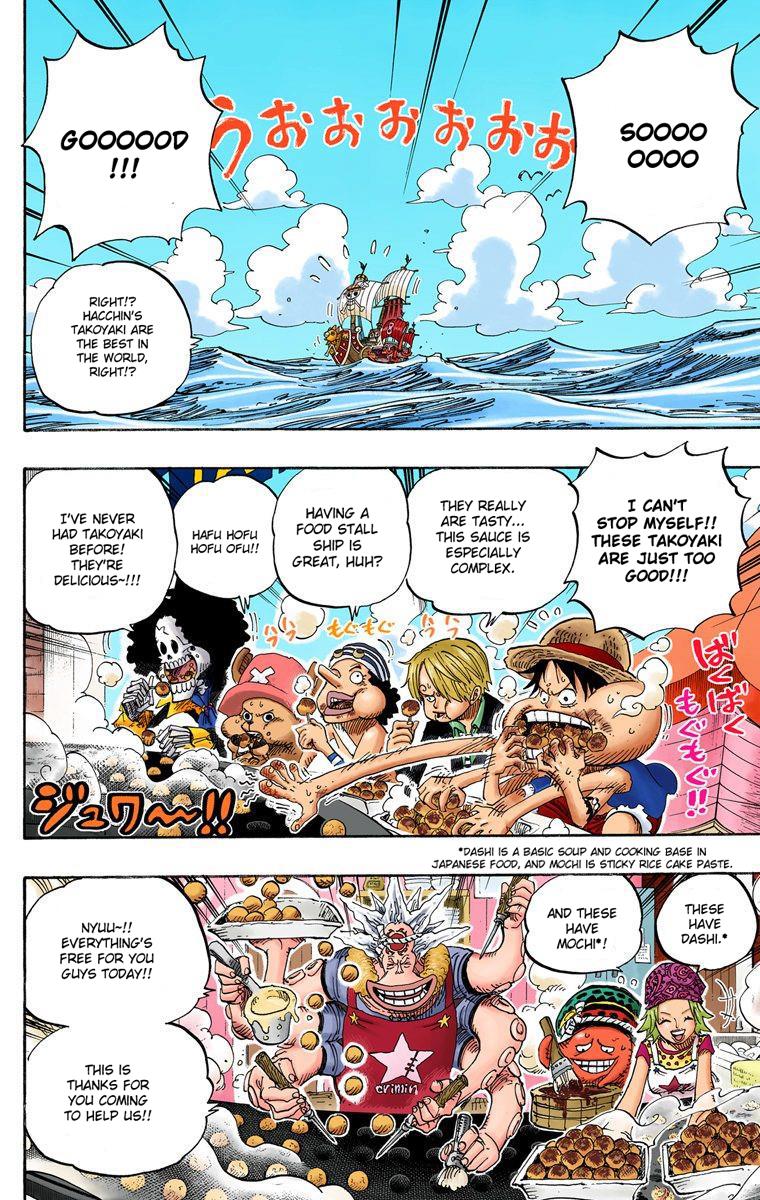 SOOOO
OOOO
うおおおおおお
GOOOOOD
!!!
RIGHT!?
HACCHIN'S
TAKOYAKI ARE
THE BEST IN
THE WORLD,
RIGHT!?
I CAN'T
STOP MYSELF!!
THESE TAKOYAKI
ARE JUST TOO
GOOD!!!
THEY REALLY
ARE TASTY...
THIS SAUCE IS
ESPECIALLY
COMPLEX.
HAVING A
FOOD STALL
SHIP IS
GREAT, HUH?
HAFU HOFU
HOFU OFU!!
I'VE NEVER
HAD TAKOYAKI
BEFORE!
THEY'RE
DELICIOUS~!!!
ばくばく
もぐもぐ!!
もぐもぐ
ジュワ〜〜!!
*DASHI IS A BASIC SOUP AND COOKING BASE IN
JAPANESE FOOD, AND MOCHI IS STICKY RICE CAKE PASTE.
THESE
HAVE
DASHI.*
AND THESE
HAVE
MOCHI*!
NYUU~!!
EVERYTHING'S
FREE FOR YOU
GUYS TODAY!!
THIS IS
THANKS FOR
YOU COMING
TO HELP US!!
criminal